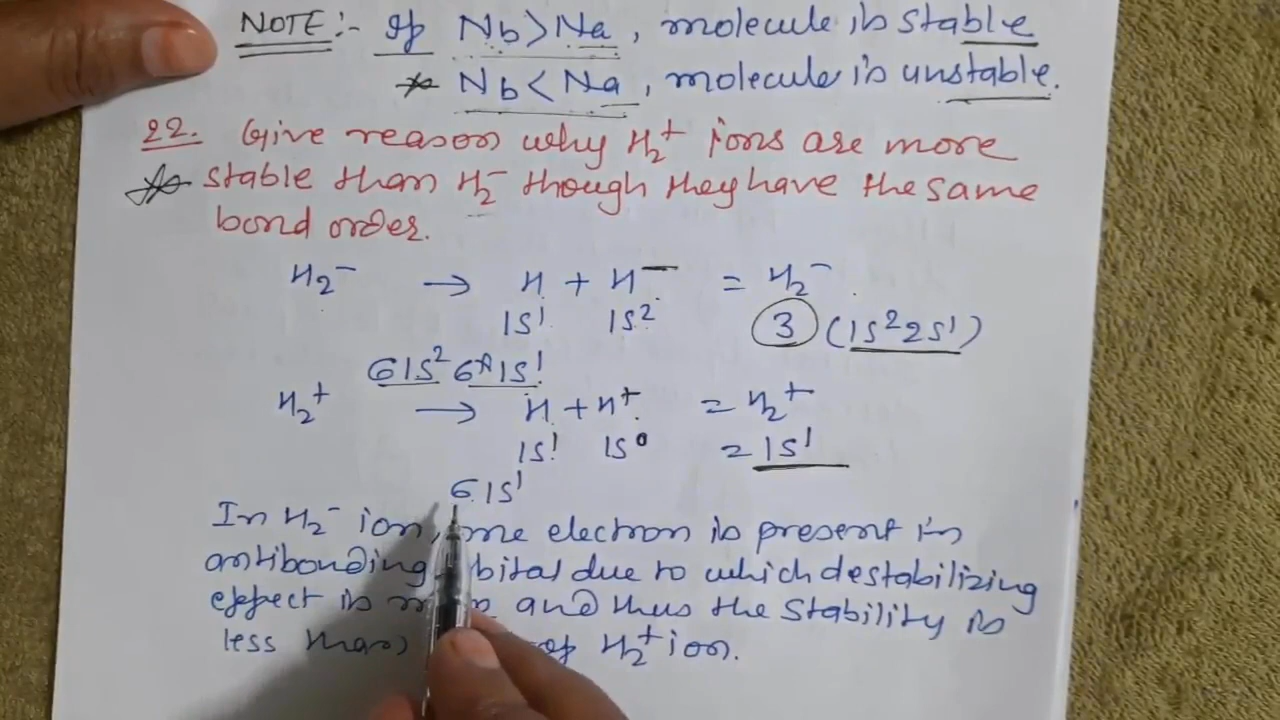 NOTE:- If Nb>Na, molecule is stable
* Nb<Na, molecule is unstable.
22. Give reason why H₂⁺ ions are more
stable than H₂⁻ though they have the same
bond order.
H₂⁻ → H + H⁻ = H₂⁻
1S¹ 1S² 3 (1S²2S¹)
σ1S² σ*1S¹
H₂⁺ → H + H⁺ = H₂⁺
1S¹ 1S⁰ = 1S¹
σ1S¹
In H₂⁻ ion, one electron is present in
antibonding due to which destabilizing
effect is and thus the stability is
less than of H₂⁺ ion.